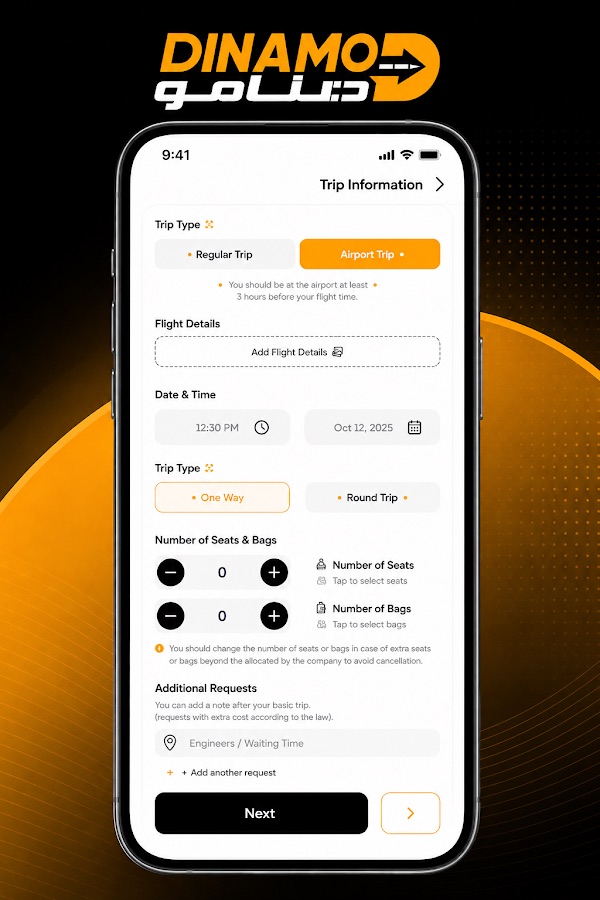 DINAMO
دينامو
9:41
Trip Information
Trip Type
Regular Trip
Airport Trip
You should be at the airport at least
3 hours before your flight time.
Flight Details
Add Flight Details
Date & Time
12:30 PM
Oct 12, 2025
Trip Type
One Way
Round Trip
Number of Seats & Bags
0
Number of Seats
Tap to select seats
0
Number of Bags
Tap to select bags
You should change the number of seats or bags in case of extra seats
or bags beyond the allocated by the company to avoid cancellation.
Additional Requests
You can add a note after your basic trip.
(requests with extra cost according to the law).
Engineers / Waiting Time
+ + Add another request
Next